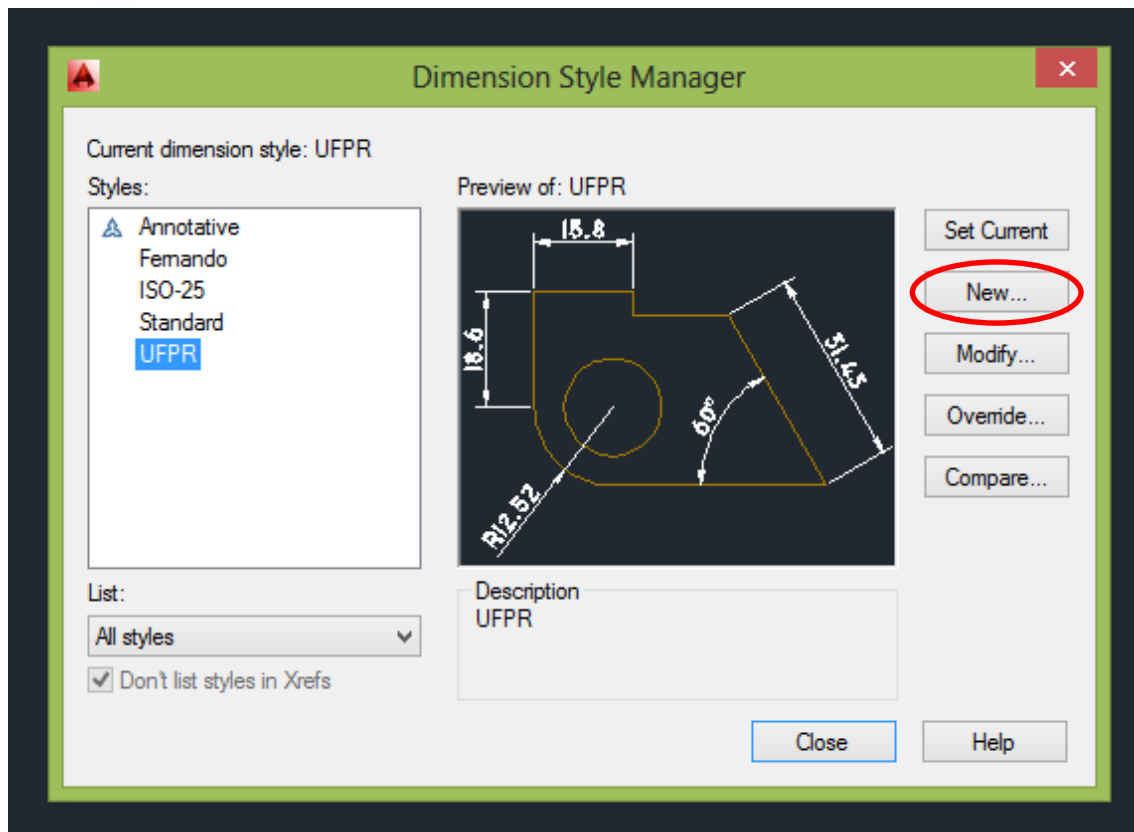 Dimension Style Manager
Current dimension style: UFPR
Styles:
Annotative
Fernando
ISO-25
Standard
UFPR
Preview of: UFPR
15.8
18.6
31.45
60°
R12.52
Set Current
New...
Modify...
Override...
Compare...
List:
All styles
Don't list styles in Xrefs
Description
UFPR
Close
Help